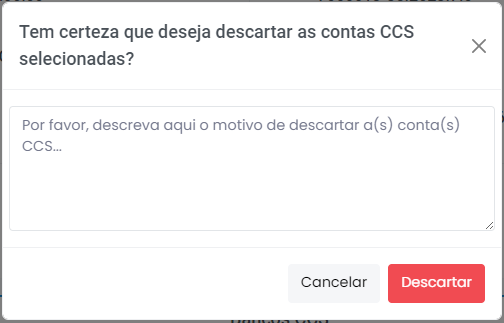 Tem certeza que deseja descartar as contas CCS
selecionadas?
Por favor, descreva aqui o motivo de descartar a(s) conta(s)
CCS...
Cancelar
Descartar